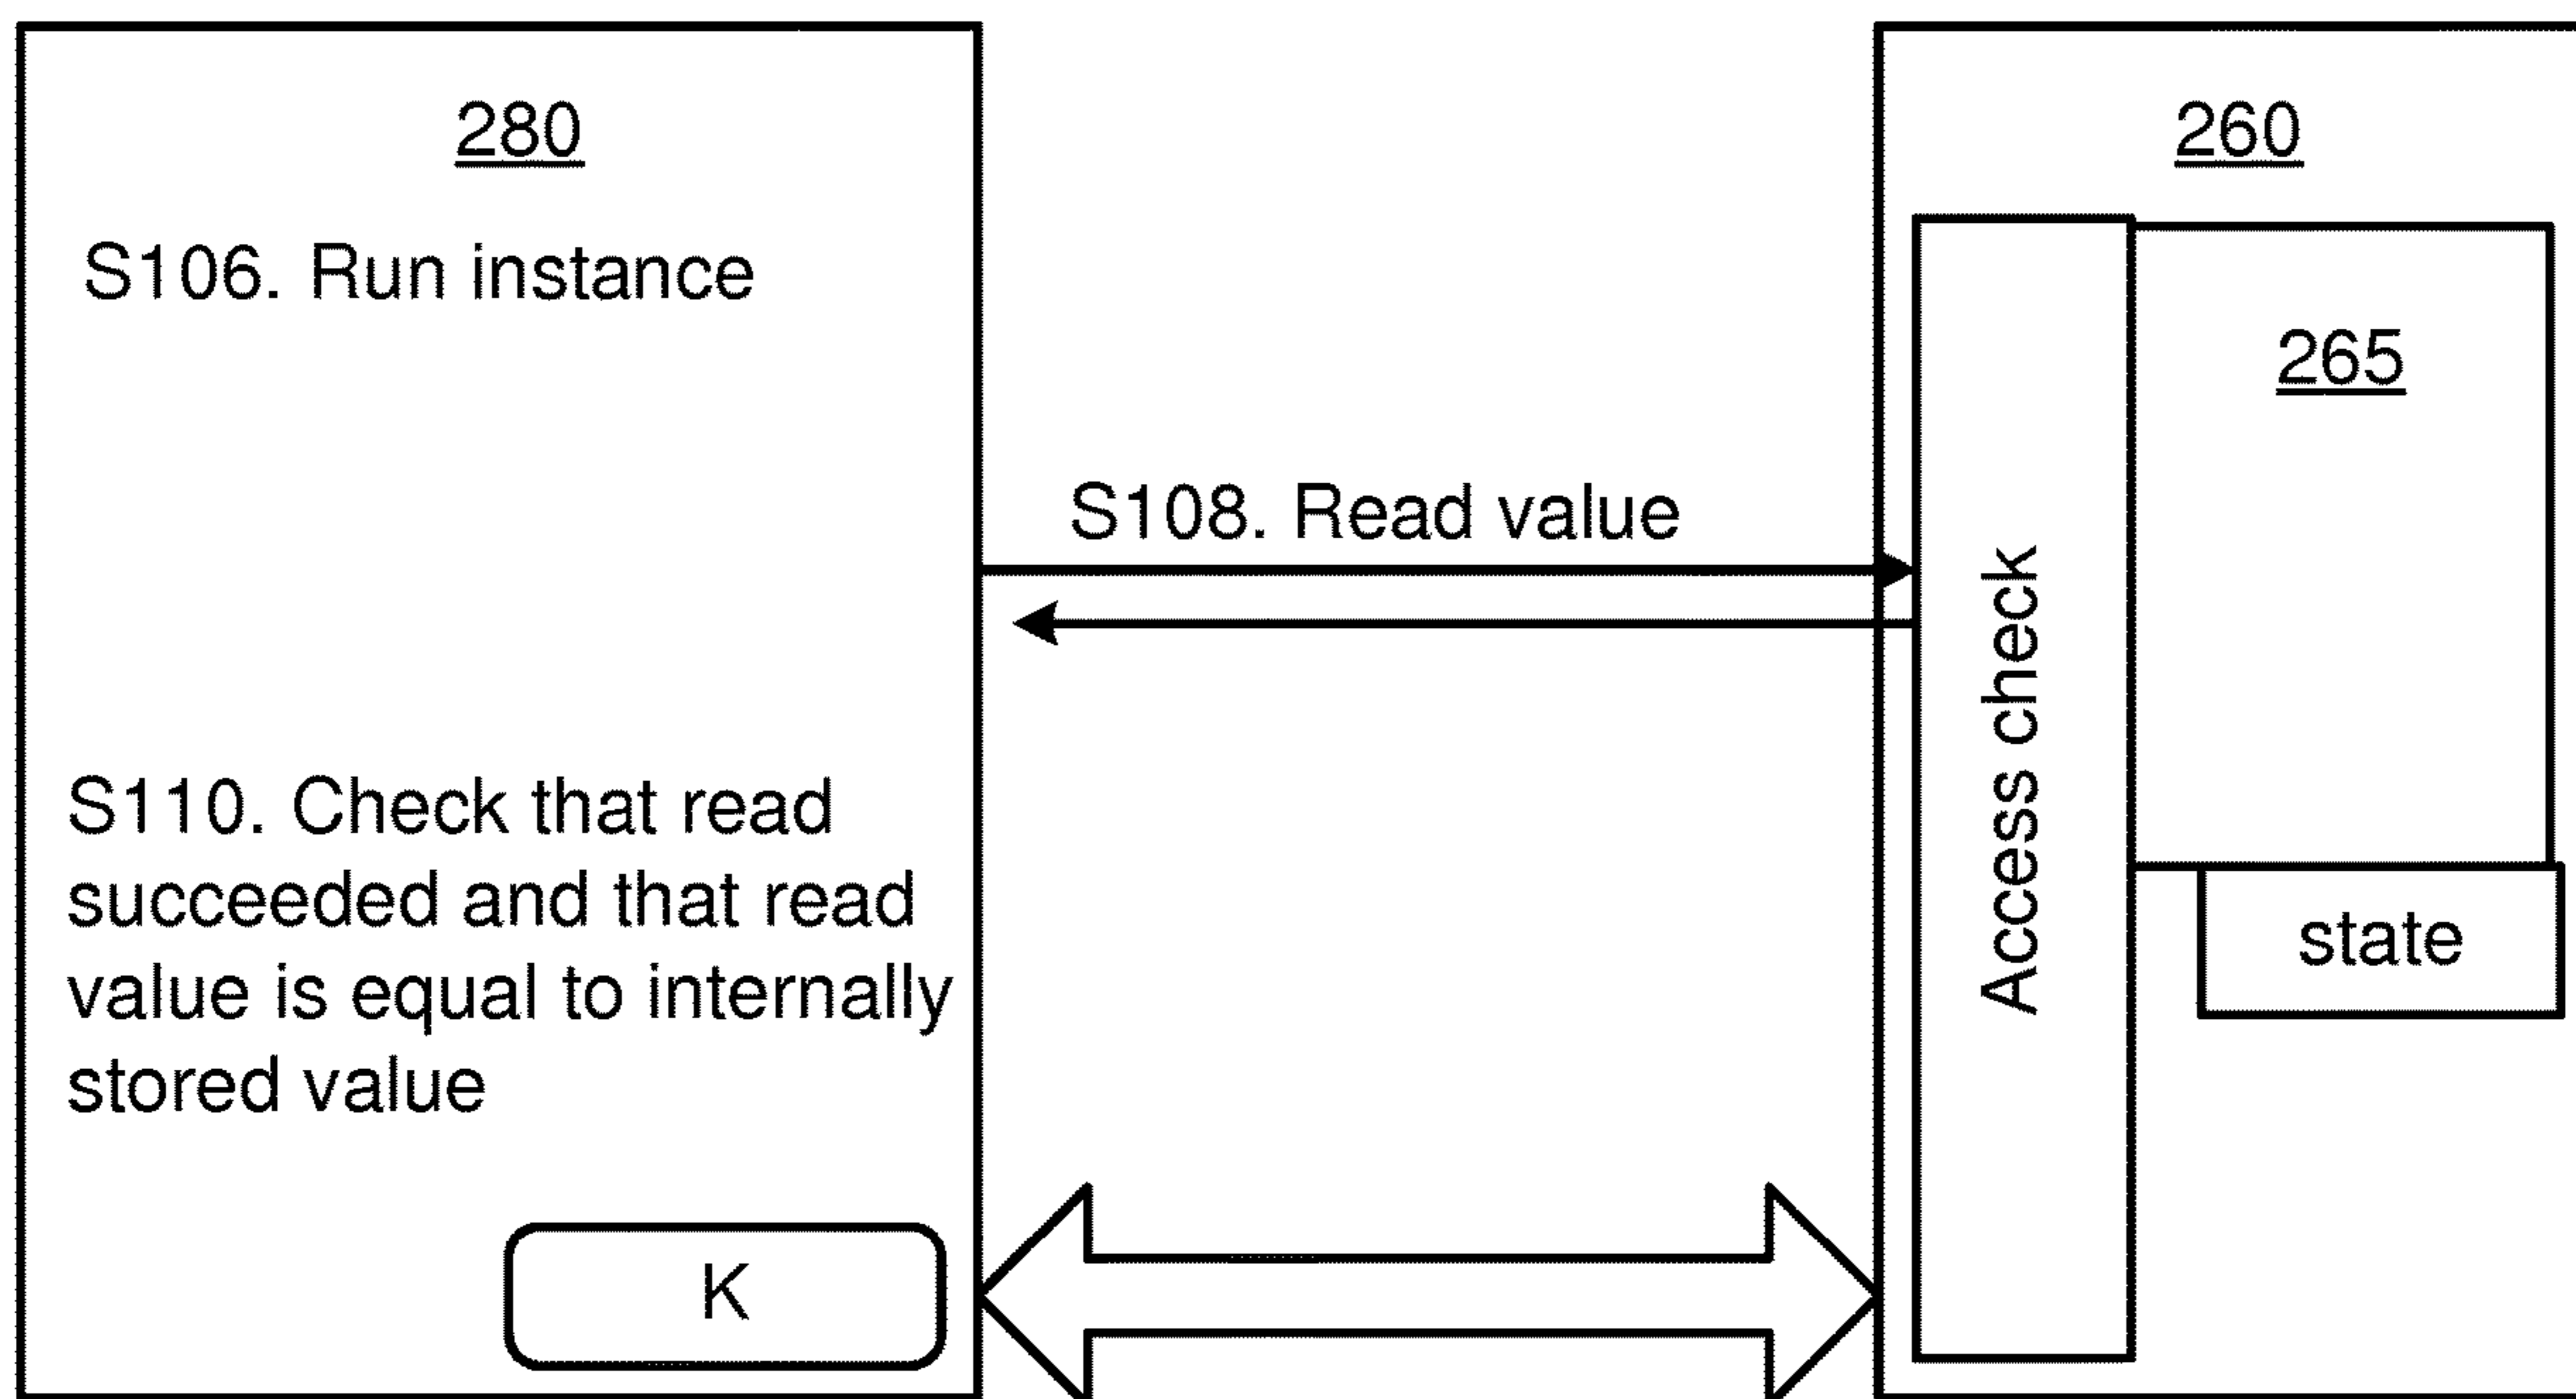 280
S106. Run instance
S110. Check that read
succeeded and that read
value is equal to internally
stored value
K
S108. Read value
260
Access check
265
state